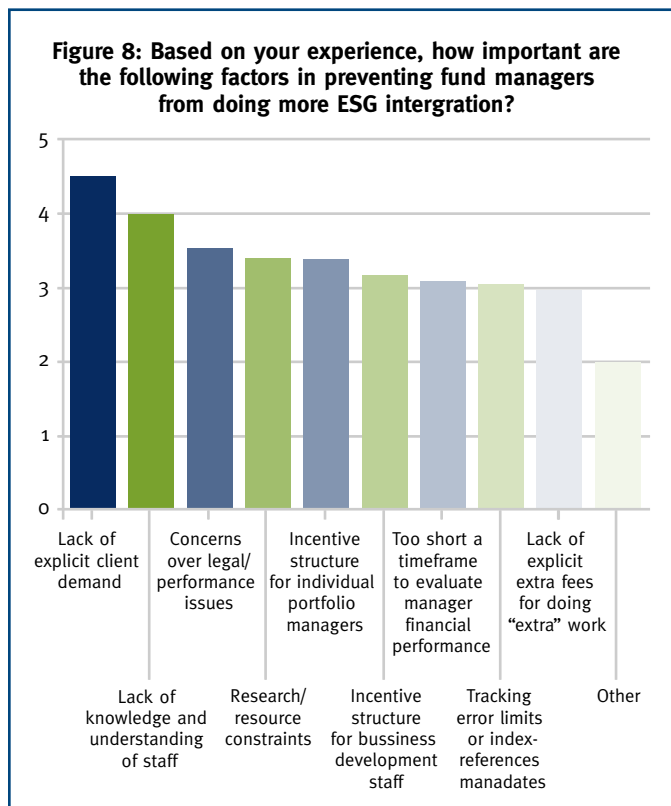 Figure 8: Based on your experience, how important are
the following factors in preventing fund managers
from doing more ESG intergration?
5
4
3
2
1
0
Lack of
explicit client
demand
Concerns
over legal/
performance
issues
Incentive
structure
for individual
portfolio
managers
Too short a
timeframe
to evaluate
manager
financial
performance
Lack of
explicit
extra fees
for doing
“extra” work
Lack of
knowledge and
understanding
of staff
Research/
resource
constraints
Incentive
structure
for bussiness
development
staff
Tracking
error limits
or index-
references
manadates
Other